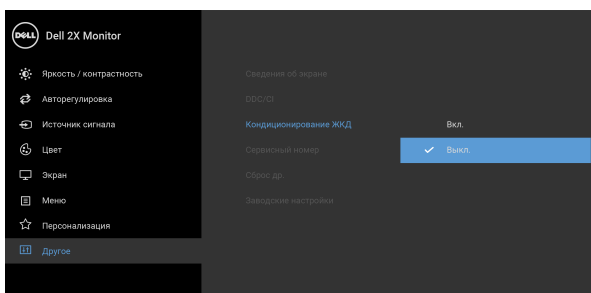 DELL Dell 2X Monitor
Яркость / контрастность
Авторегулировка
Источник сигнала
Цвет
Экран
Меню
Персонализация
Другое
Сведения об экране
DDC/CI
Кондиционирование ЖКД
Сервисный номер
Сброс др.
Заводские настройки
Вкл.
Выкл.